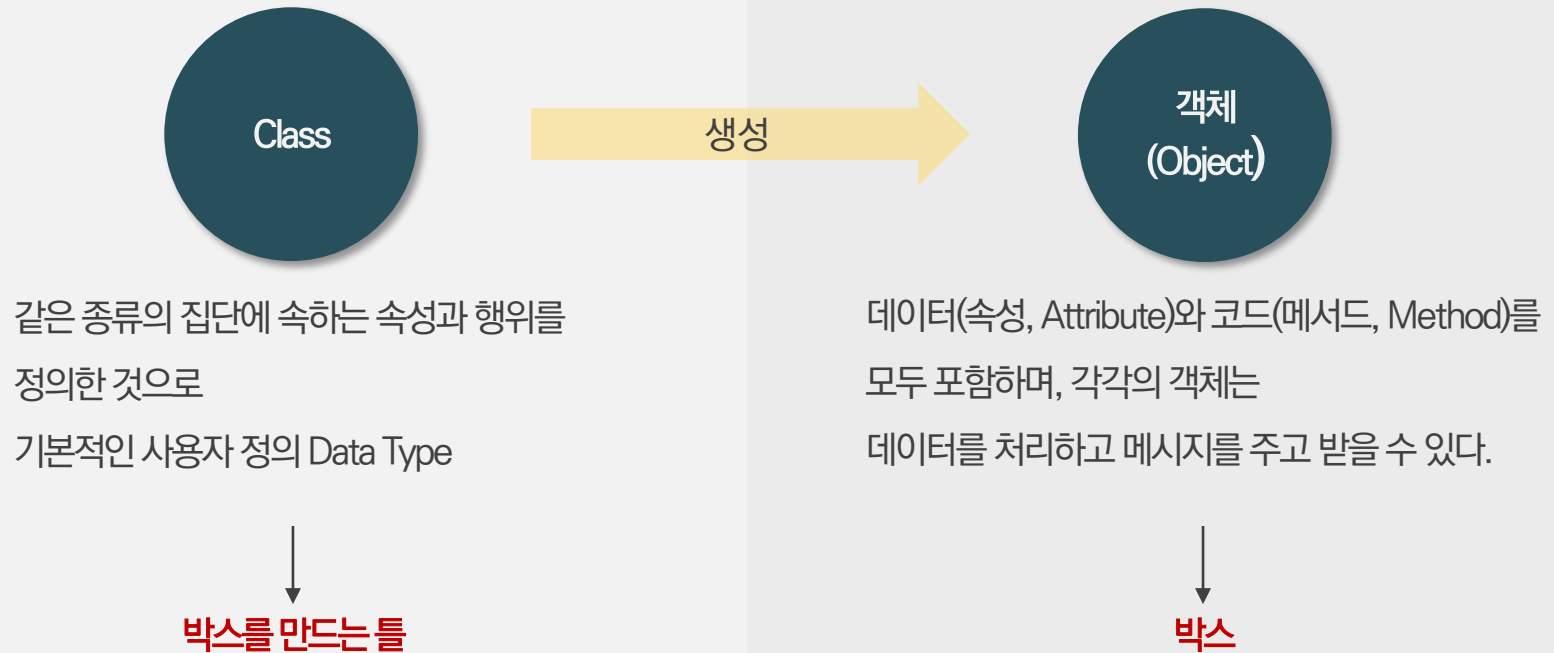 Class
생성
객체
(Object)
같은 종류의 집단에 속하는 속성과 행위를
정의한 것으로
기본적인 사용자 정의 Data Type
박스를 만드는 틀
데이터(속성, Attribute)와 코드(메서드, Method)를
모두 포함하며, 각각의 객체는
데이터를 처리하고 메시지를 주고 받을 수 있다.
박스